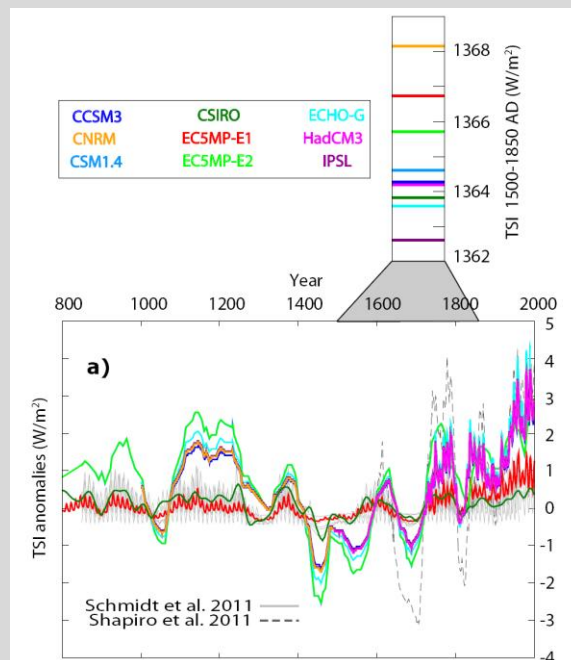 1368
1366
1364
1362
TSI 1500-1850 AD (W/m²)
CCSM3 CSIRO ECHO-G
CNRM EC5MP-E1 HadCM3
CSM1.4 EC5MP-E2 IPSL
Year
800 1000 1200 1400 1600 1800 2000
a)
TSI anomalies (W/m²)
5
4
3
2
1
0
-1
-2
-3
-4
Schmidt et al. 2011
Shapiro et al. 2011